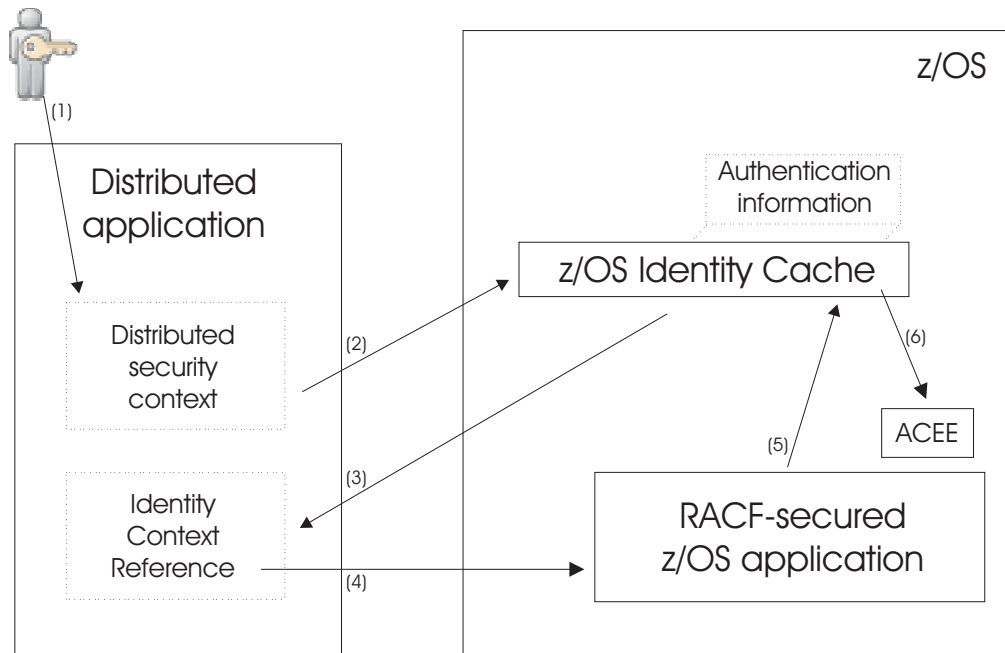 (1)
z/OS
Distributed
application
Authentication
information
z/OS Identity Cache
Distributed
security
context
(2)
(6)
ACEE
(5)
(3)
Identity
Context
Reference
(4)
RACF-secured
z/OS application